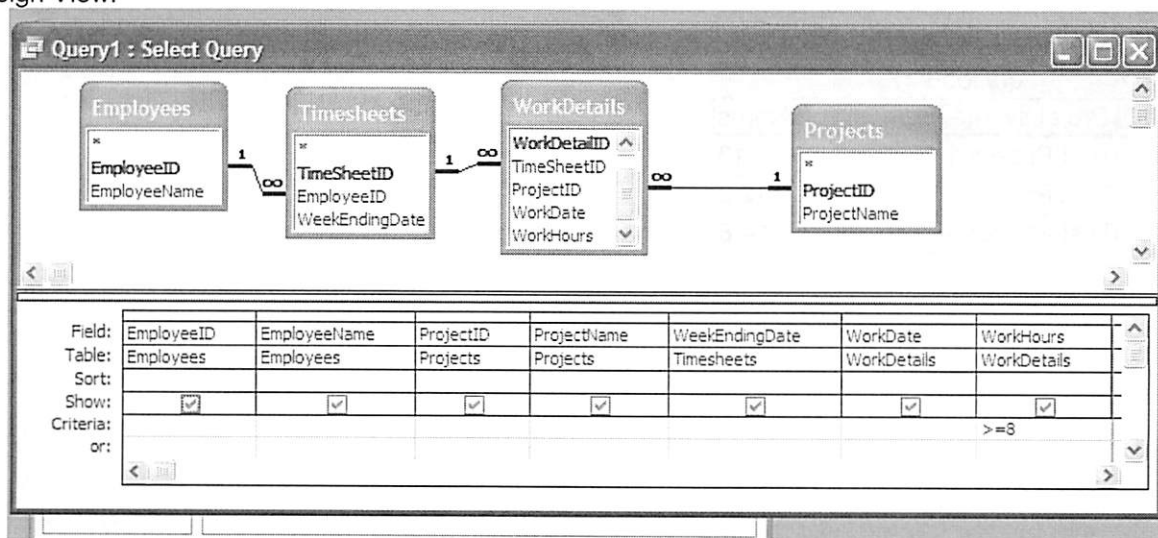 sign View.
Query1 : Select Query
Employees
*
EmployeeID
EmployeeName
1
∞
Timesheets
*
TimeSheetID
EmployeeID
WeekEndingDate
1
∞
WorkDetails
WorkDetailID
TimeSheetID
ProjectID
WorkDate
WorkHours
∞
1
Projects
*
ProjectID
ProjectName
Field: EmployeeID EmployeeName ProjectID ProjectName WeekEndingDate WorkDate WorkHours
Table: Employees Employees Projects Projects Timesheets WorkDetails WorkDetails
Sort:
Show:
Criteria: >=8
or: